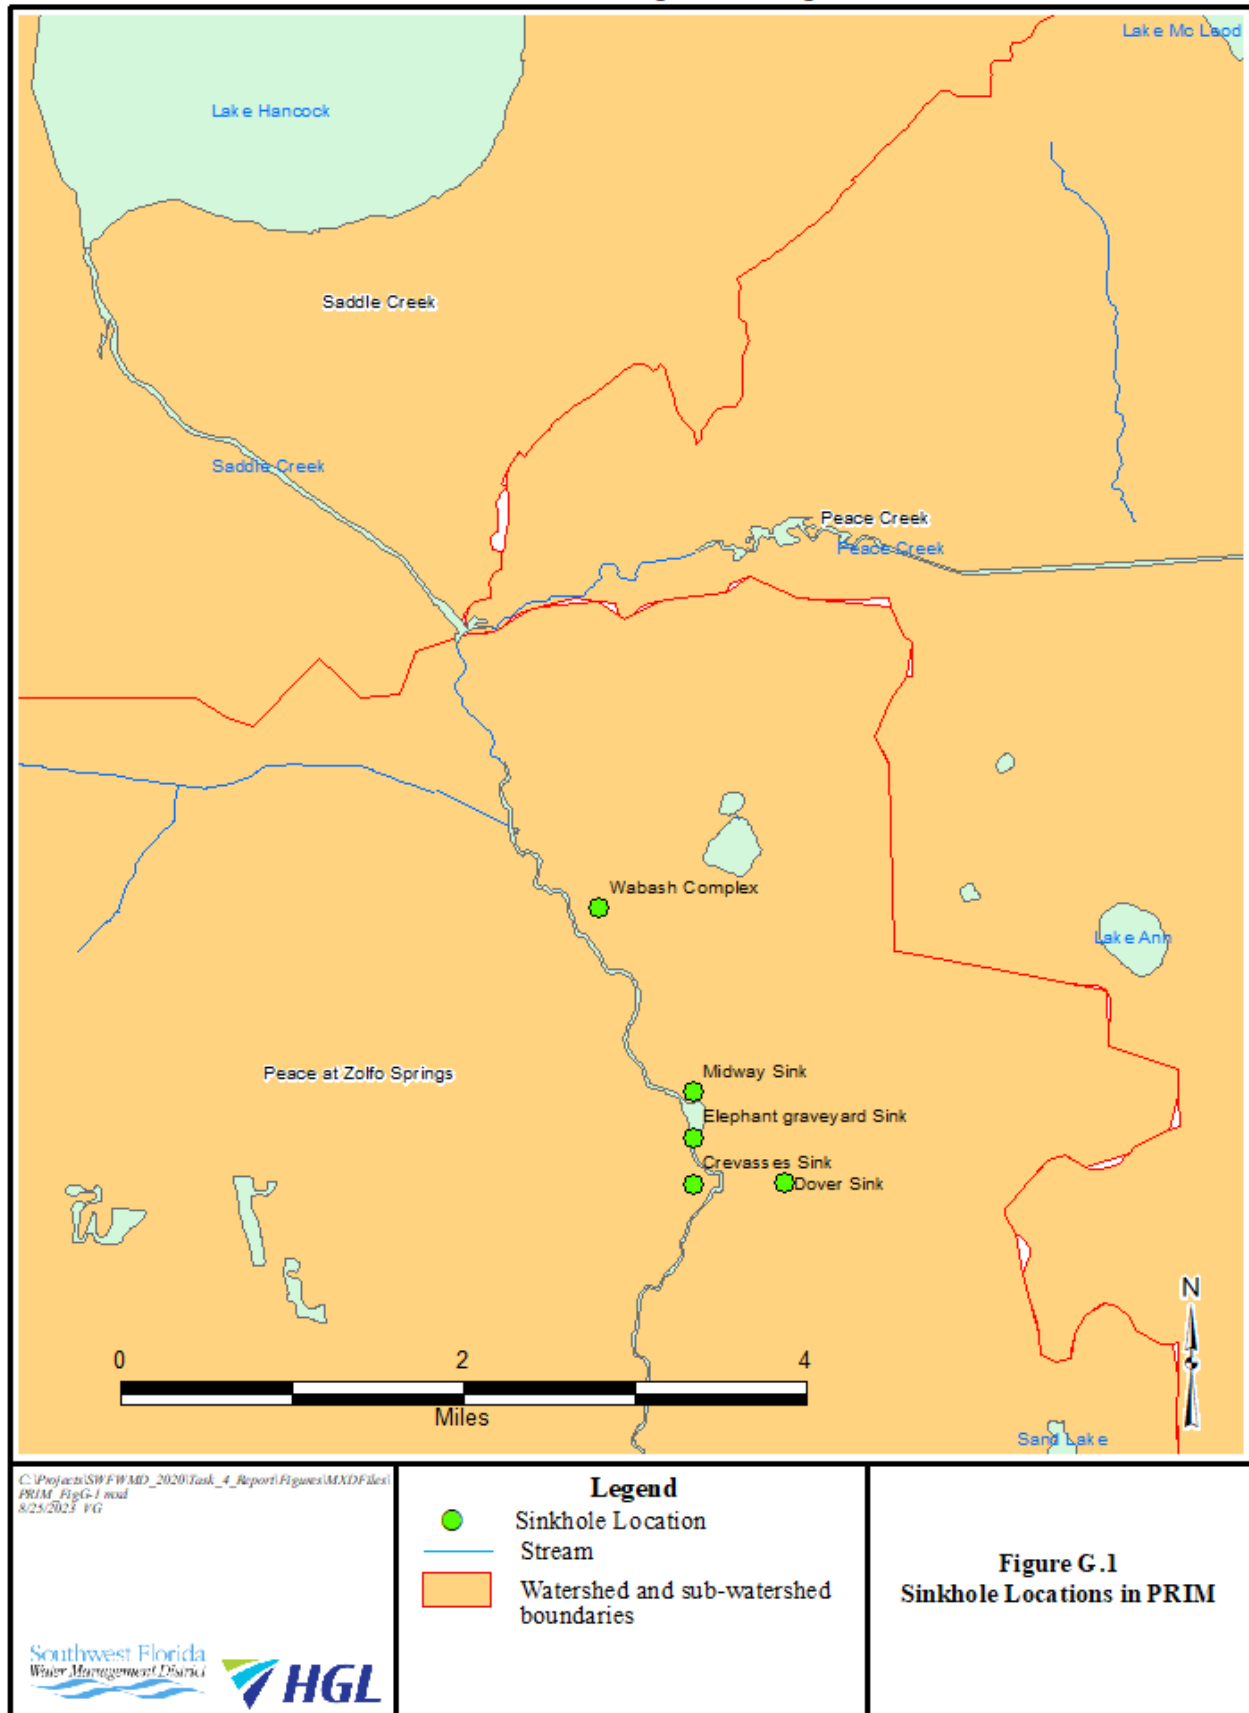 Lake Mc Leod
Lake Hancock
Saddle Creek
Saddle Creek
Peace Creek
Peace Creek
Wabash Complex
Lake Ann
Peace at Zolfo Springs
Midway Sink
Elephant graveyard Sink
Crevasses Sink
Dover Sink
N
0 2 4
Miles
Sand Lake
C:\Projects\SWFWMD_2020\Task_4_Report\Figures\MXDFiles\
PRIM_FigG-1.mxd
8/25/2023 VG
Southwest Florida
Water Management District
HGL
Legend
Sinkhole Location
Stream
Watershed and sub-watershed
boundaries
Figure G.1
Sinkhole Locations in PRIM